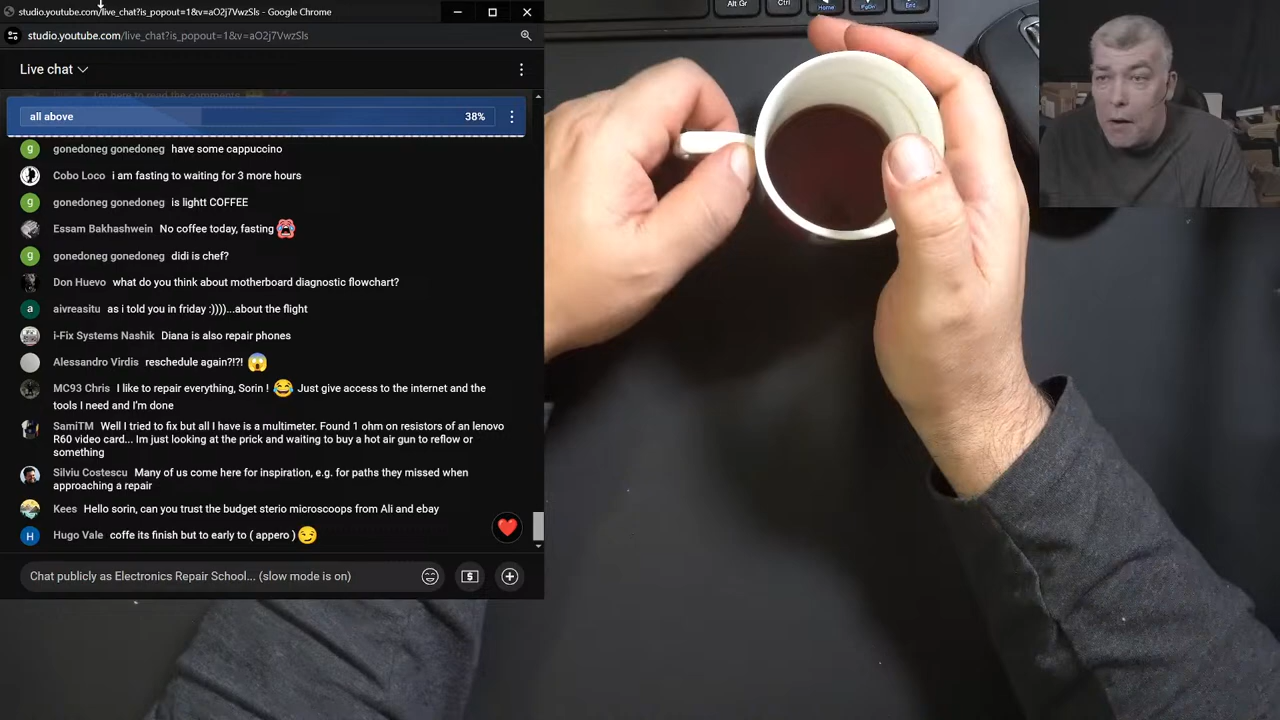 studio.youtube.com/live_chat?is_popout=1&v=aO2j7VwzSls - Google Chrome
studio.youtube.com/live_chat?is_popout=1&v=aO2j7VwzSls
Live chat
all above 38%
gonedoneg gonedoneg have some cappuccino
Cobo Loco i am fasting to waiting for 3 more hours
gonedoneg gonedoneg is lightt COFFEE
Essam Bakhashwein No coffee today, fasting 😭
gonedoneg gonedoneg didi is chef?
Don Huevo what do you think about motherboard diagnostic flowchart?
a aivreasitu as i told you in friday :))))...about the flight
i-Fix Systems Nashik Diana is also repair phones
Alessandro Virdis reschedule again?!?! 😱
MC93 Chris I like to repair everything, Sorin ! 😂 Just give access to the internet and the
tools I need and I'm done
SamiTM Well I tried to fix but all I have is a multimeter. Found 1 ohm on resistors of an lenovo
R60 video card... Im just looking at the prick and waiting to buy a hot air gun to reflow or
something
Silviu Costescu Many of us come here for inspiration, e.g. for paths they missed when
approaching a repair
Kees Hello sorin, can you trust the budget sterio microscoops from Ali and ebay
H Hugo Vale coffe its finish but to early to ( appero ) 😏
Chat publicly as Electronics Repair School... (slow mode is on)
Alt Gr
Ctrl
Home
PgDn
Enc